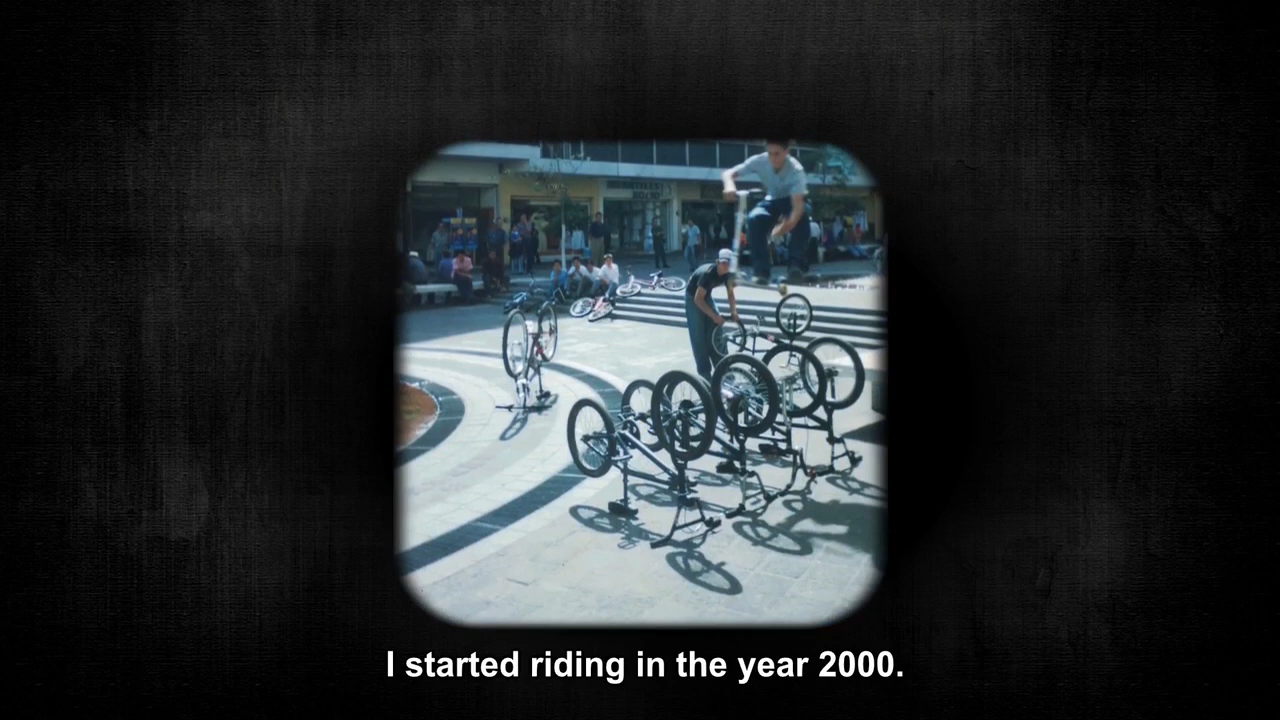 I started riding in the year 2000.